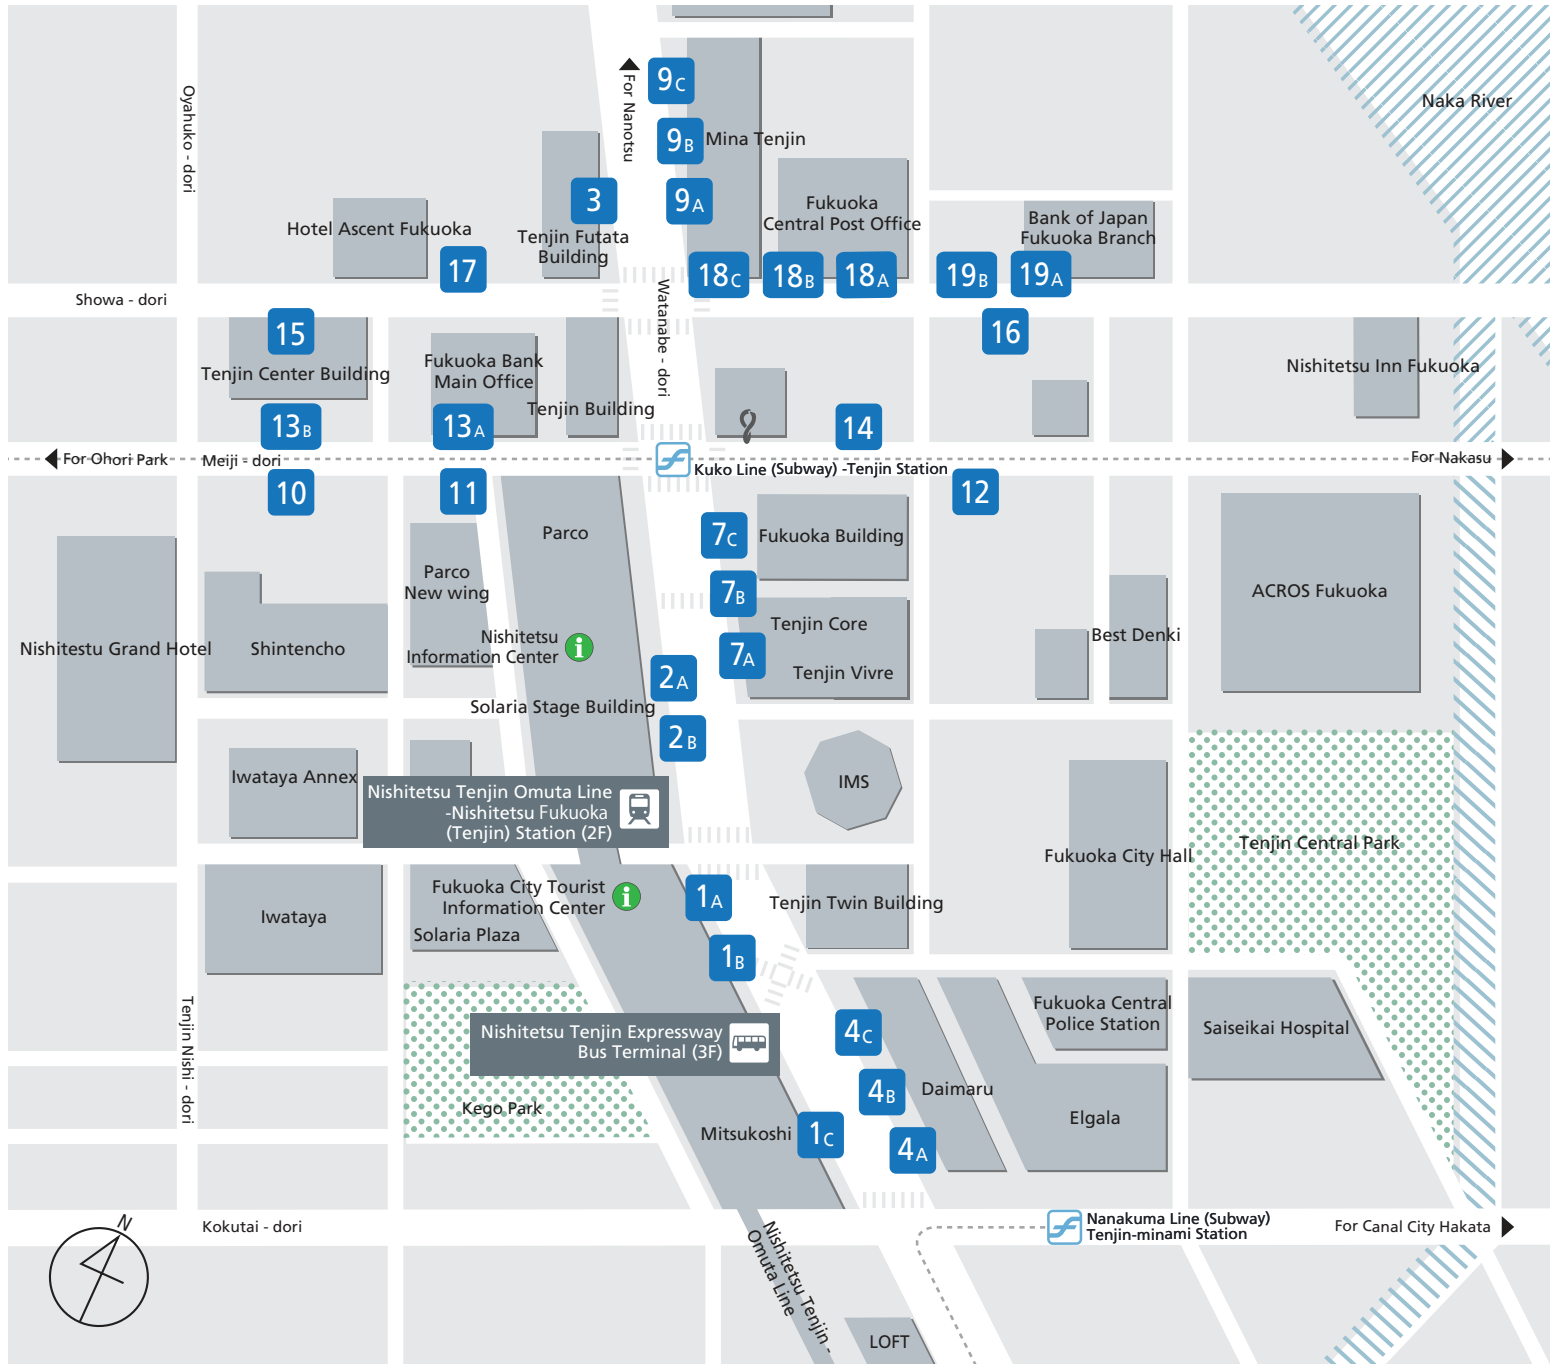 9C
For Nanotsu
Naka River
Oyahuko - dori
9B
Mina Tenjin
3
9A
Fukuoka
Central Post Office
Hotel Ascent Fukuoka
Tenjin Futata
Building
Bank of Japan
Fukuoka Branch
17
18C
18B
18A
19B
19A
Showa - dori
Watanabe - dori
15
16
Tenjin Center Building
Fukuoka Bank
Main Office
Tenjin Building
Nishitetsu Inn Fukuoka
13B
13A
14
For Ohori Park
Meiji - dori
Kuko Line (Subway) -Tenjin Station
For Nakasu
10
11
12
Parco
7C
Fukuoka Building
Parco
New wing
7B
ACROS Fukuoka
Tenjin Core
Best Denki
Nishitestu Grand Hotel
Shintencho
Nishitetsu
Information Center
7A
Tenjin Vivre
2A
Solaria Stage Building
2B
Iwataya Annex
IMS
Nishitetsu Tenjin Omuta Line
-Nishitetsu Fukuoka
(Tenjin) Station (2F)
Tenjin Central Park
Fukuoka City Hall
Fukuoka City Tourist
Information Center
1A
Tenjin Twin Building
Iwataya
Solaria Plaza
1B
Tenjin Nishi - dori
Nishitetsu Tenjin Expressway
Bus Terminal (3F)
4C
Fukuoka Central
Police Station
Saiseikai Hospital
4B
Daimaru
Kego Park
Elgala
Mitsukoshi
1C
4A
Kokutai - dori
Nanakuma Line (Subway)
Tenjin-minami Station
For Canal City Hakata
N
Nishitetsu Tenjin -
Omuta Line
LOFT